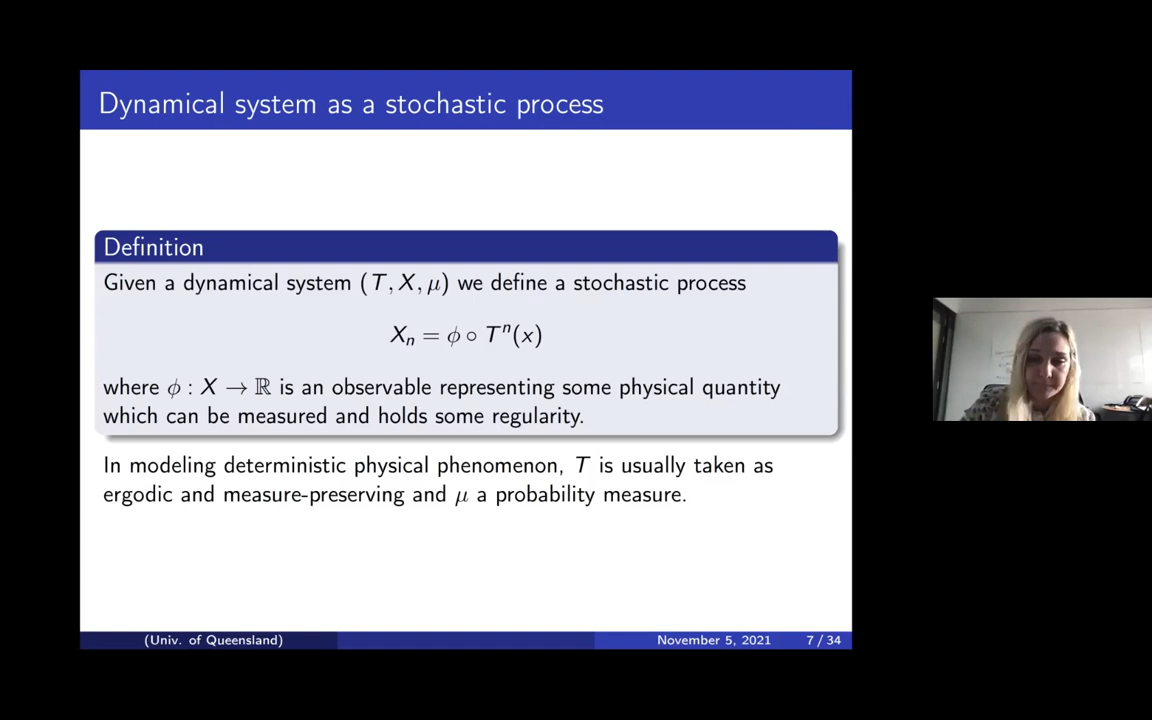 Dynamical system as a stochastic process
Definition
Given a dynamical system (T, X, μ) we define a stochastic process
Xₙ = ϕ ∘ Tⁿ(x)
where ϕ : X → ℝ is an observable representing some physical quantity
which can be measured and holds some regularity.
In modeling deterministic physical phenomenon, T is usually taken as
ergodic and measure-preserving and μ a probability measure.
(Univ. of Queensland)
November 5, 2021
7 / 34